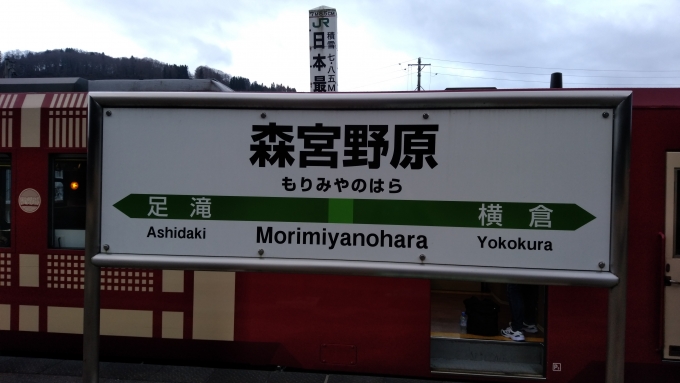 JR
日本最
積雪 七・八五M
森宮野原
もりみやのはら
足滝
横倉
Ashidaki
Morimiyanohara
Yokokura